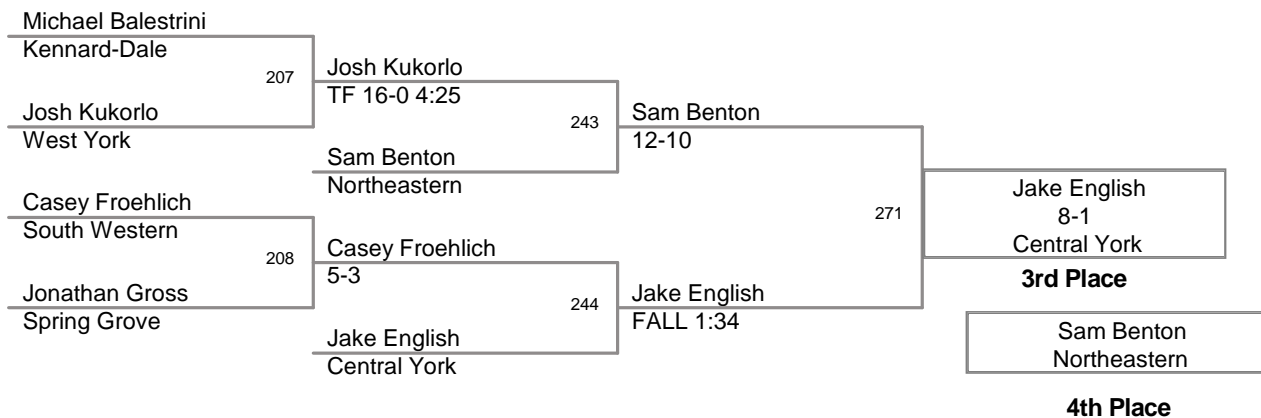 Michael Balestrini
Kennard-Dale
207
Josh Kukorlo
West York
Josh Kukorlo
TF 16-0 4:25
243
Sam Benton
Northeastern
Sam Benton
12-10
Casey Froehlich
South Western
208
Jonathan Gross
Spring Grove
Casey Froehlich
5-3
244
Jake English
Central York
Jake English
FALL 1:34
271
Jake English
8-1
Central York
3rd Place
Sam Benton
Northeastern
4th Place